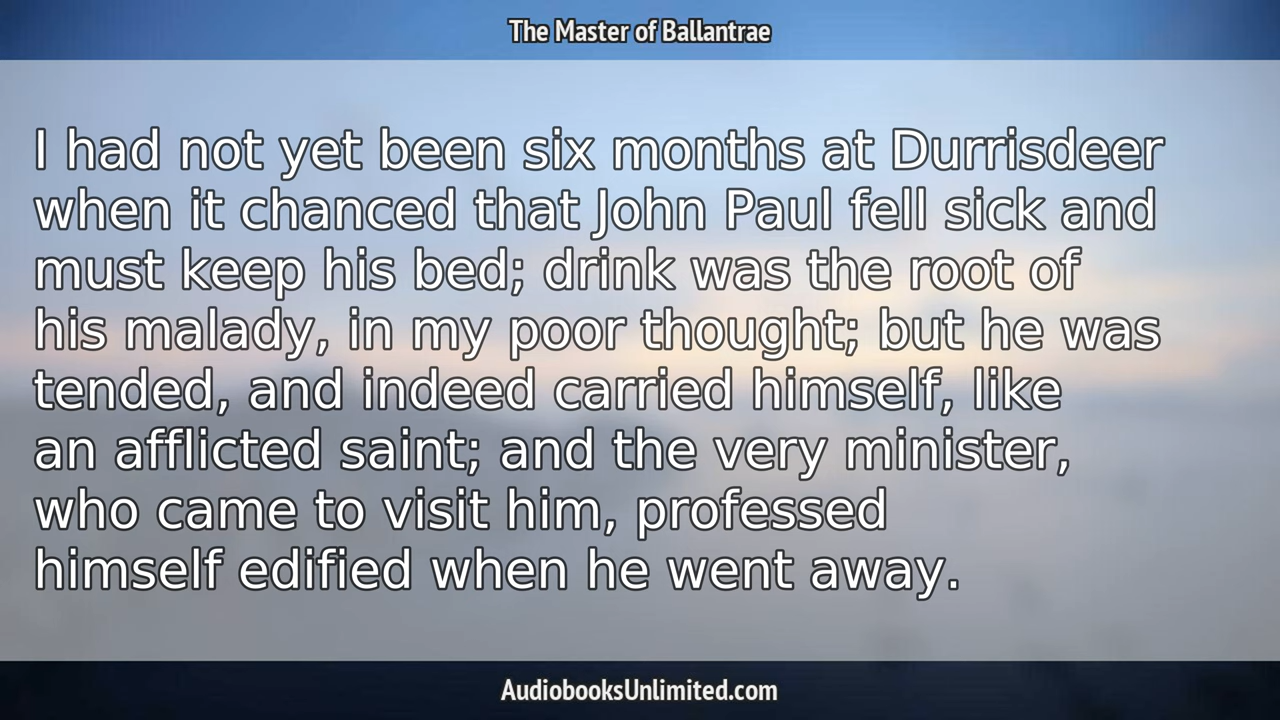 The Master of Ballantrae
I had not yet been six months at Durrisdeer
when it chanced that John Paul fell sick and
must keep his bed; drink was the root of
his malady, in my poor thought; but he was
tended, and indeed carried himself, like
an afflicted saint; and the very minister,
who came to visit him, professed
himself edified when he went away.
AudiobooksUnlimited.com